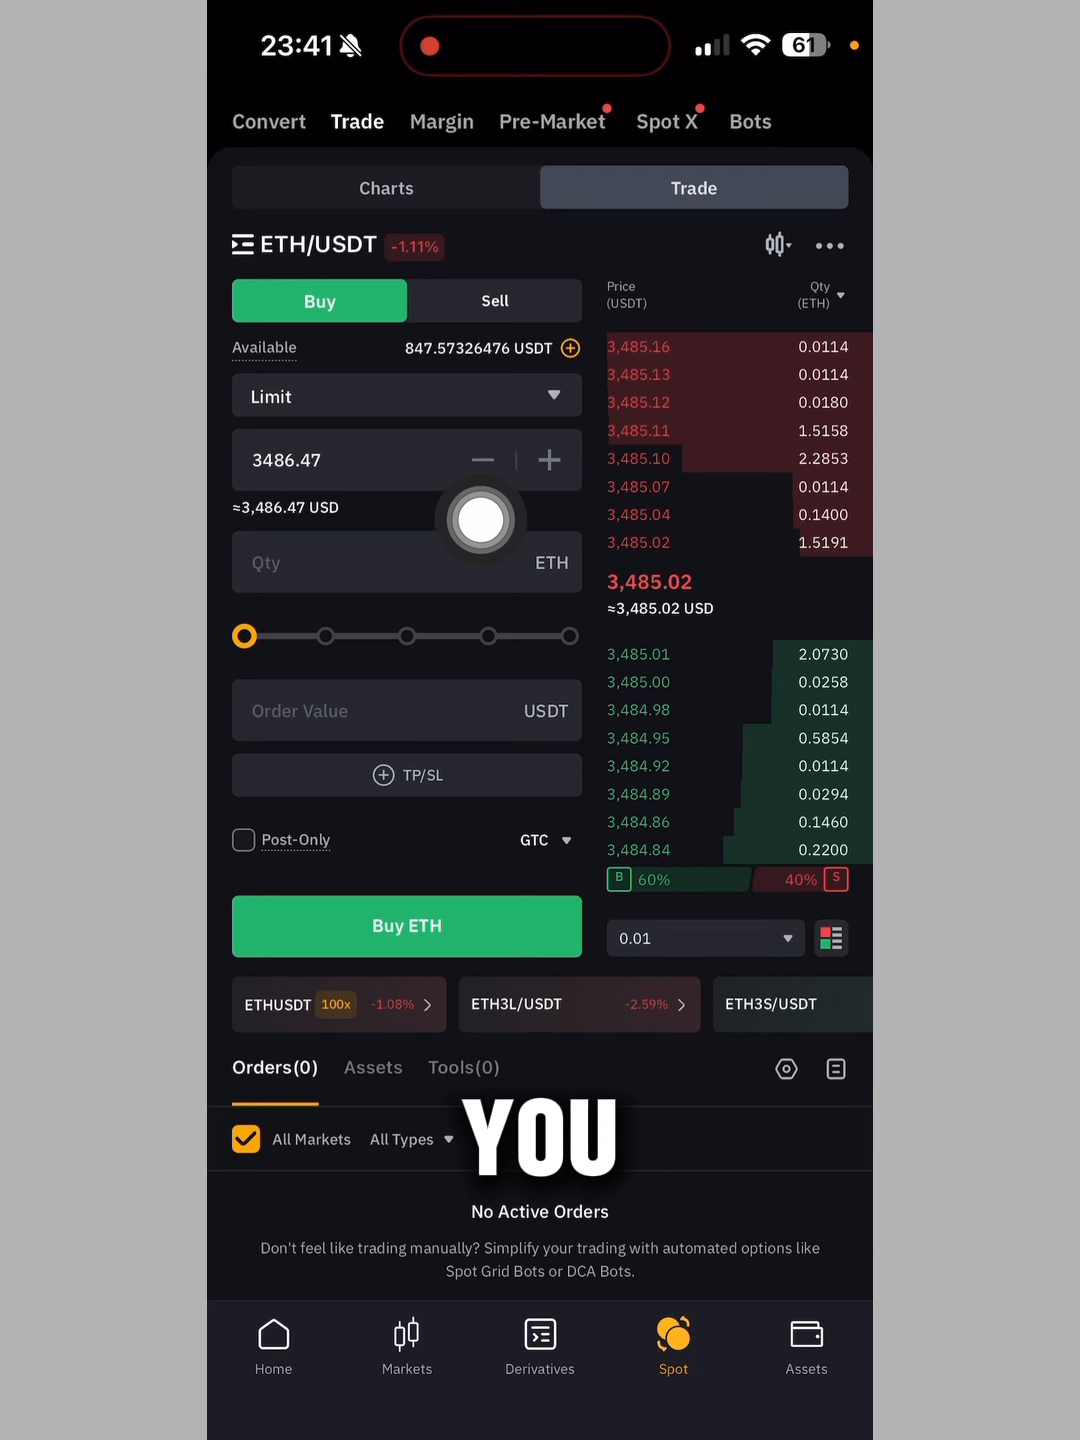 23:41
61
Convert Trade Margin Pre-Market Spot X Bots
Charts Trade
ETH/USDT -1.11%
Buy Sell
Available 847.57326476 USDT
Limit
3486.47
≈3,486.47 USD
Qty ETH
Order Value USDT
TP/SL
Post-Only GTC
Buy ETH
Price Qty
(USDT) (ETH)
3,485.16 0.0114
3,485.13 0.0114
3,485.12 0.0180
3,485.11 1.5158
3,485.10 2.2853
3,485.07 0.0114
3,485.04 0.1400
3,485.02 1.5191
3,485.02
≈3,485.02 USD
3,485.01 2.0730
3,485.00 0.0258
3,484.98 0.0114
3,484.95 0.5854
3,484.92 0.0114
3,484.89 0.0294
3,484.86 0.1460
3,484.84 0.2200
B 60% 40% S
0.01
ETHUSDT 100x -1.08% ETH3L/USDT -2.59% ETH3S/USDT
Orders(0) Assets Tools(0)
YOU
All Markets All Types
No Active Orders
Don't feel like trading manually? Simplify your trading with automated options like
Spot Grid Bots or DCA Bots.
Home Markets Derivatives Spot Assets